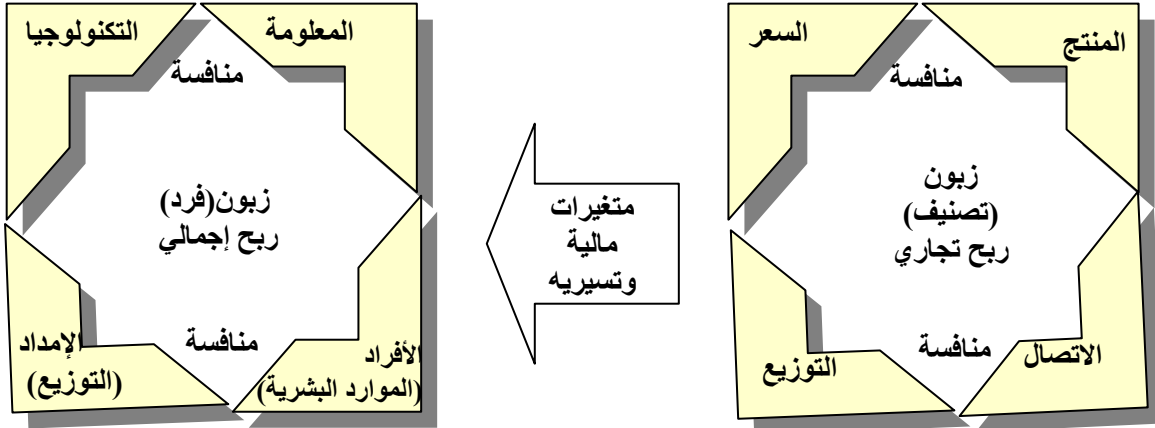 المنتج
السعر
منافسة
زبون
(تصنيف)
ربح تجاري
منافسة
الاتصال
التوزيع
متغيرات
مالية
وتسيريه
المعلومة
التكنولوجيا
منافسة
زبون(فرد)
ربح إجمالي
منافسة
الأفراد
(الموارد البشرية)
الإمداد
(التوزيع)